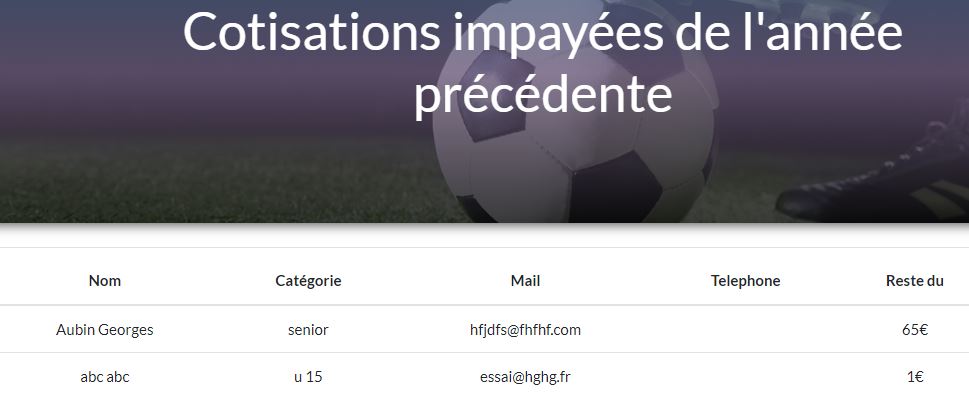 Cotisations impayées de l'année
précédente
Nom Catégorie Mail Telephone Reste du
Aubin Georges senior hfjdfs@fhfhf.com 65€
abc abc u 15 essai@hghg.fr 1€